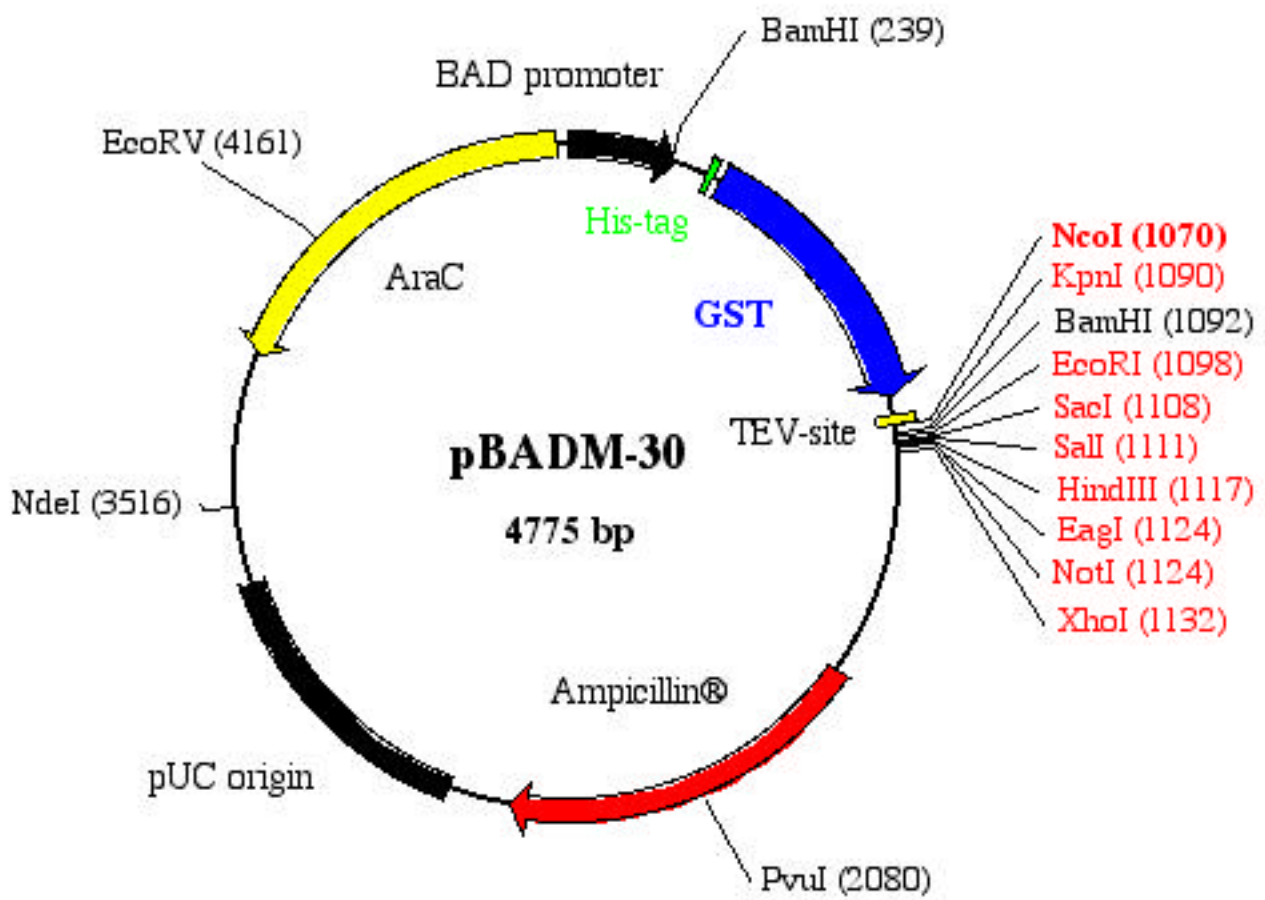 BamHI (239)
BAD promoter
EcoRV (4161)
His-tag
NcoI (1070)
AraC
KpnI (1090)
GST
BamHI (1092)
EcoRI (1098)
SacI (1108)
TEV-site
SalI (1111)
pBADM-30
HindIII (1117)
NdeI (3516)
4775 bp
EagI (1124)
NotI (1124)
XhoI (1132)
Ampicillin®
pUC origin
PvuI (2080)